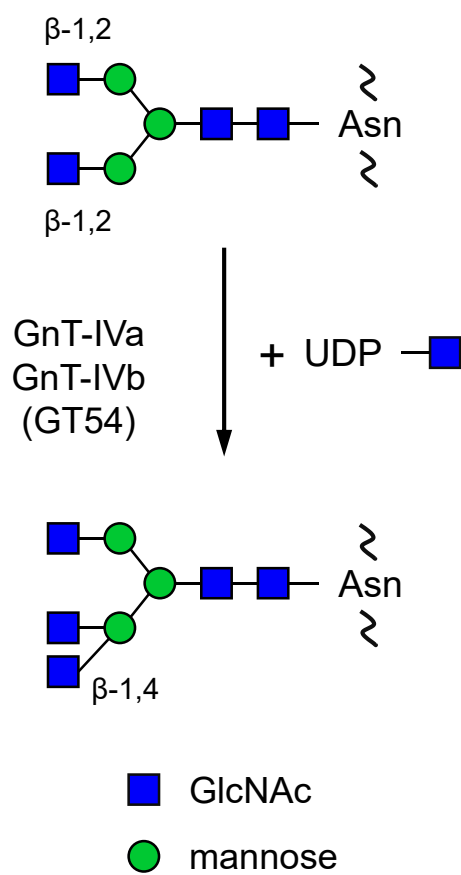 β-1,2
Asn
β-1,2
GnT-IVa
GnT-IVb
(GT54)
+ UDP
Asn
β-1,4
GlcNAc
mannose